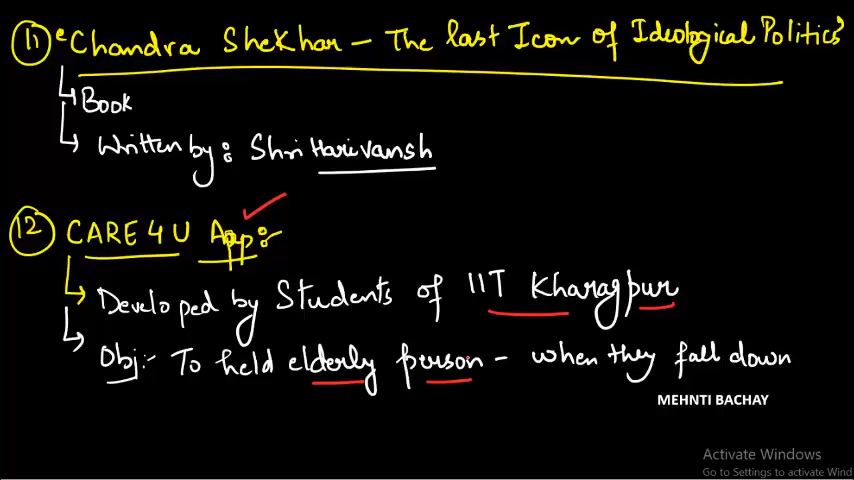 11 "Chandra Shekhar - The last Icon of Ideological Politics"
Book
Written by: Shri Harivansh
12 CARE 4 U App:-
Developed by Students of IIT Kharagpur
Obj:- To held elderly person - when they fall down
MEHNTI BACHAY
Activate Windows
Go to Settings to activate Wind